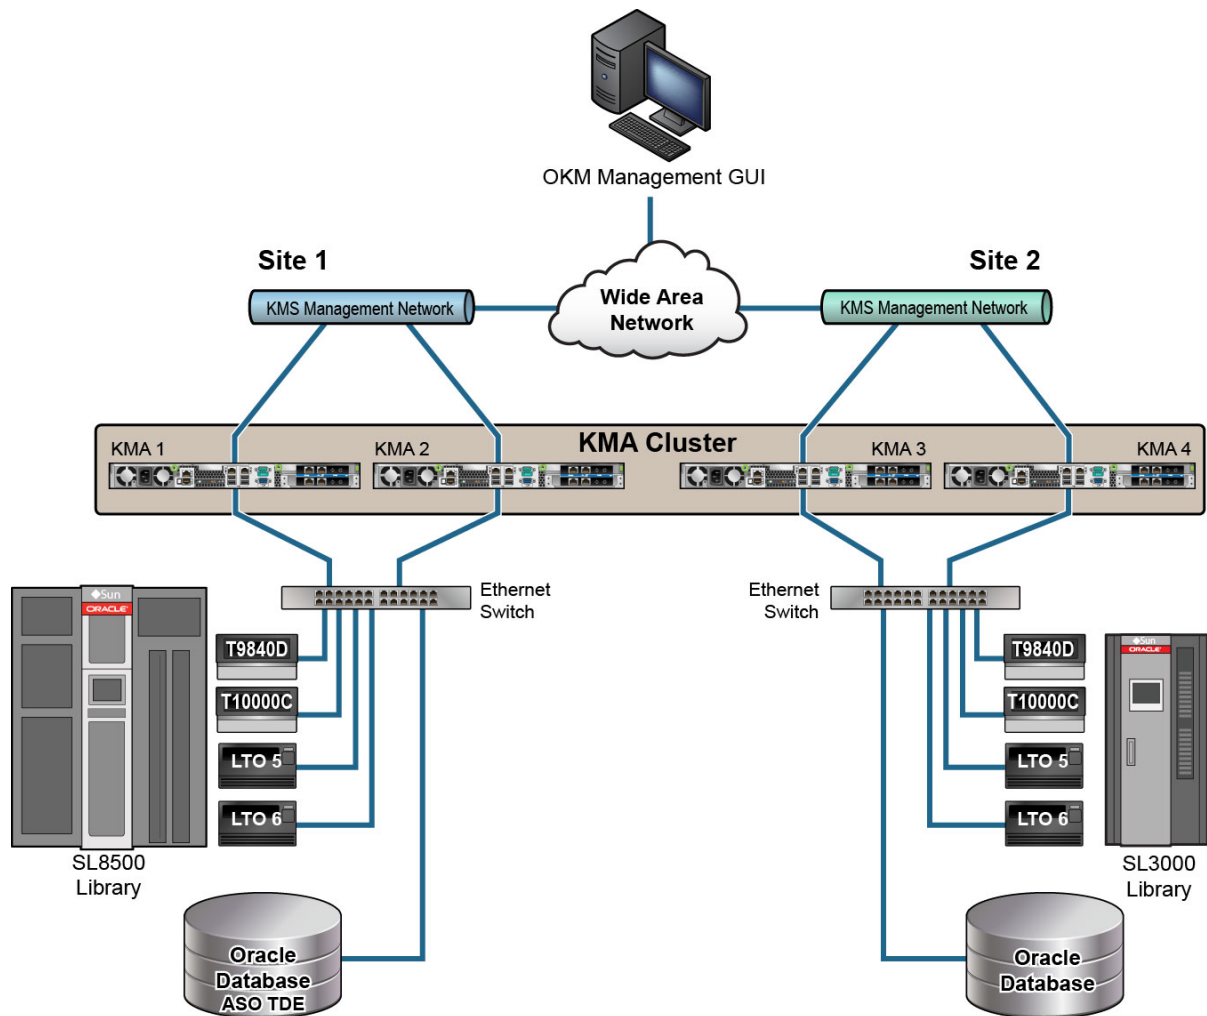 OKM Management GUI
Site 1
Site 2
Wide Area
Network
KMS Management Network
KMS Management Network
KMA Cluster
KMA 1
KMA 2
KMA 3
KMA 4
Ethernet
Switch
Ethernet
Switch
Sun
ORACLE
T9840D
T10000C
LTO 5
LTO 6
SL8500
Library
Sun
ORACLE
T9840D
T10000C
LTO 5
LTO 6
SL3000
Library
Oracle
Database
ASO TDE
Oracle
Database